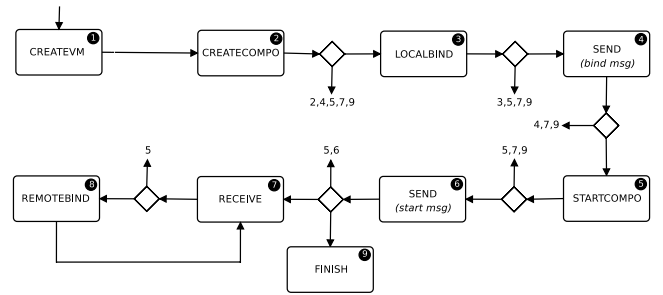 1
CREATEVM
2
CREATECOMPO
3
LOCALBIND
4
SEND
(bind msg)
2,4,5,7,9
3,5,7,9
4,7,9
5
5,6
5,7,9
8
REMOTEBIND
7
RECEIVE
6
SEND
(start msg)
5
STARTCOMPO
9
FINISH